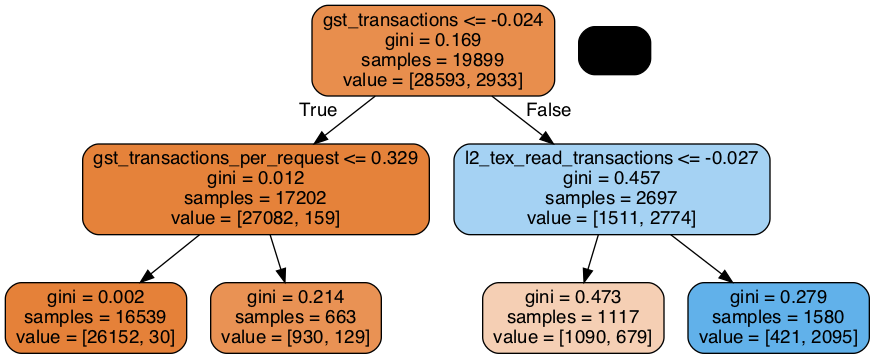 gst_transactions <= -0.024
gini = 0.169
samples = 19899
value = [28593, 2933]
True
False
gst_transactions_per_request <= 0.329
gini = 0.012
samples = 17202
value = [27082, 159]
l2_tex_read_transactions <= -0.027
gini = 0.457
samples = 2697
value = [1511, 2774]
gini = 0.002
samples = 16539
value = [26152, 30]
gini = 0.214
samples = 663
value = [930, 129]
gini = 0.473
samples = 1117
value = [1090, 679]
gini = 0.279
samples = 1580
value = [421, 2095]